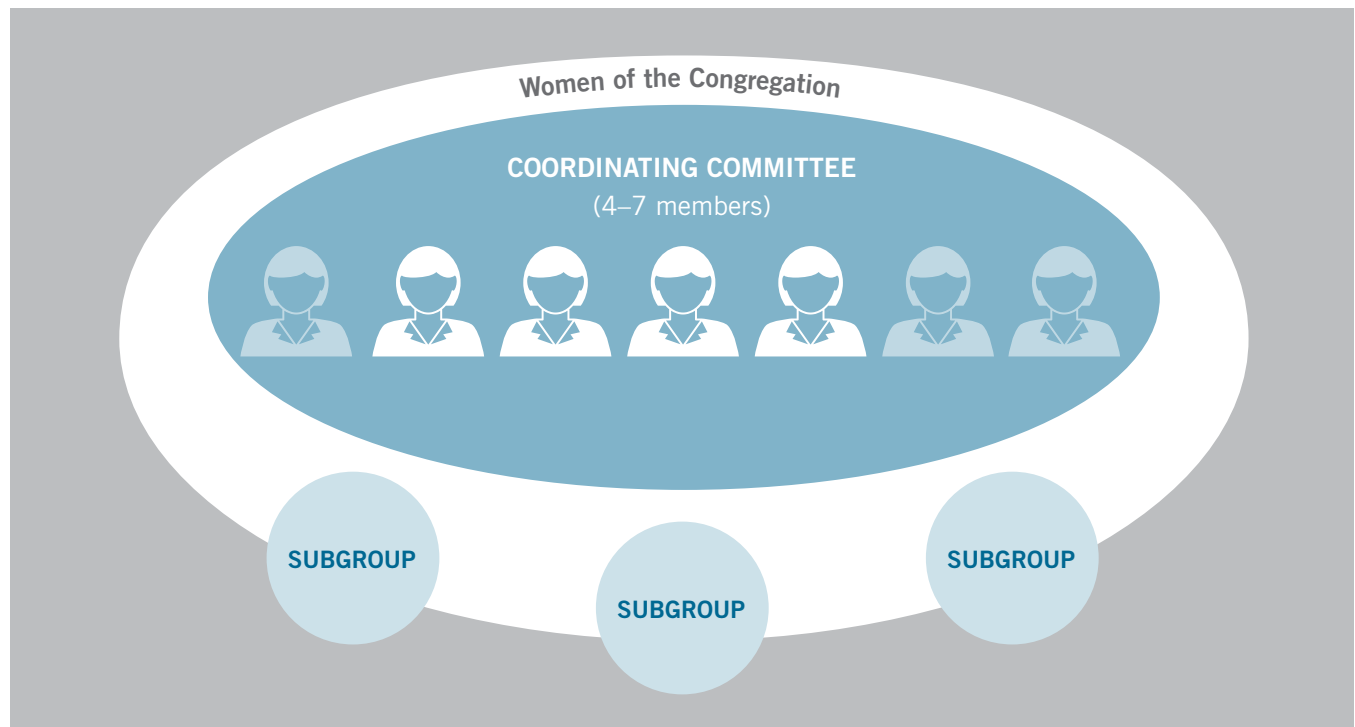 Women of the Congregation
COORDINATING COMMITTEE
(4–7 members)
SUBGROUP
SUBGROUP
SUBGROUP